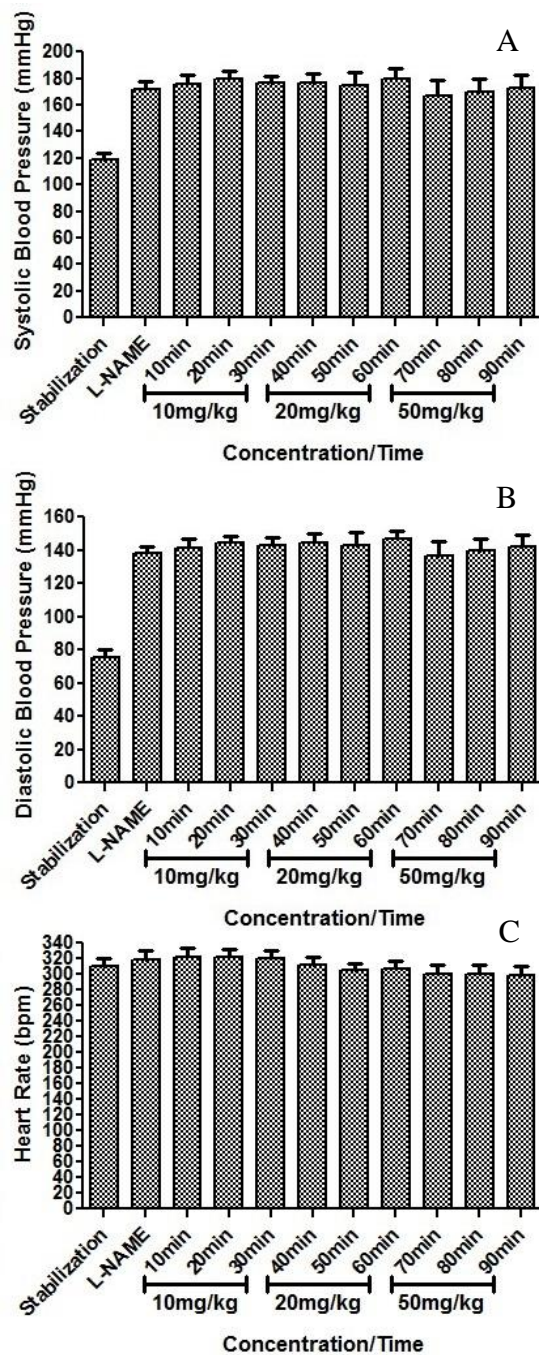 A
Systolic Blood Pressure (mmHg)
200
180
160
140
120
100
80
60
40
20
0
Stabilization
L-NAME
10min
20min
30min
40min
50min
60min
70min
80min
90min
10mg/kg
20mg/kg
50mg/kg
Concentration/Time
B
Diastolic Blood Pressure (mmHg)
160
140
120
100
80
60
40
20
0
Stabilization
L-NAME
10min
20min
30min
40min
50min
60min
70min
80min
90min
10mg/kg
20mg/kg
50mg/kg
Concentration/Time
C
Heart Rate (bpm)
340
320
300
280
260
240
220
200
180
160
140
120
100
80
60
40
20
0
Stabilization
L-NAME
10min
20min
30min
40min
50min
60min
70min
80min
90min
10mg/kg
20mg/kg
50mg/kg
Concentration/Time